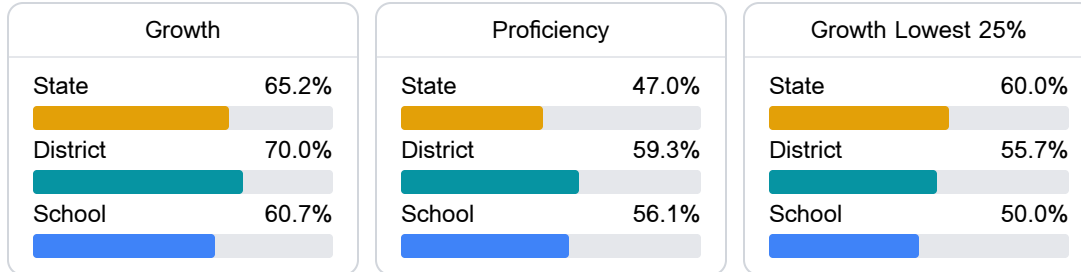 Growth
State 65.2%
District 70.0%
School 60.7%
Proficiency
State 47.0%
District 59.3%
School 56.1%
Growth Lowest 25%
State 60.0%
District 55.7%
School 50.0%